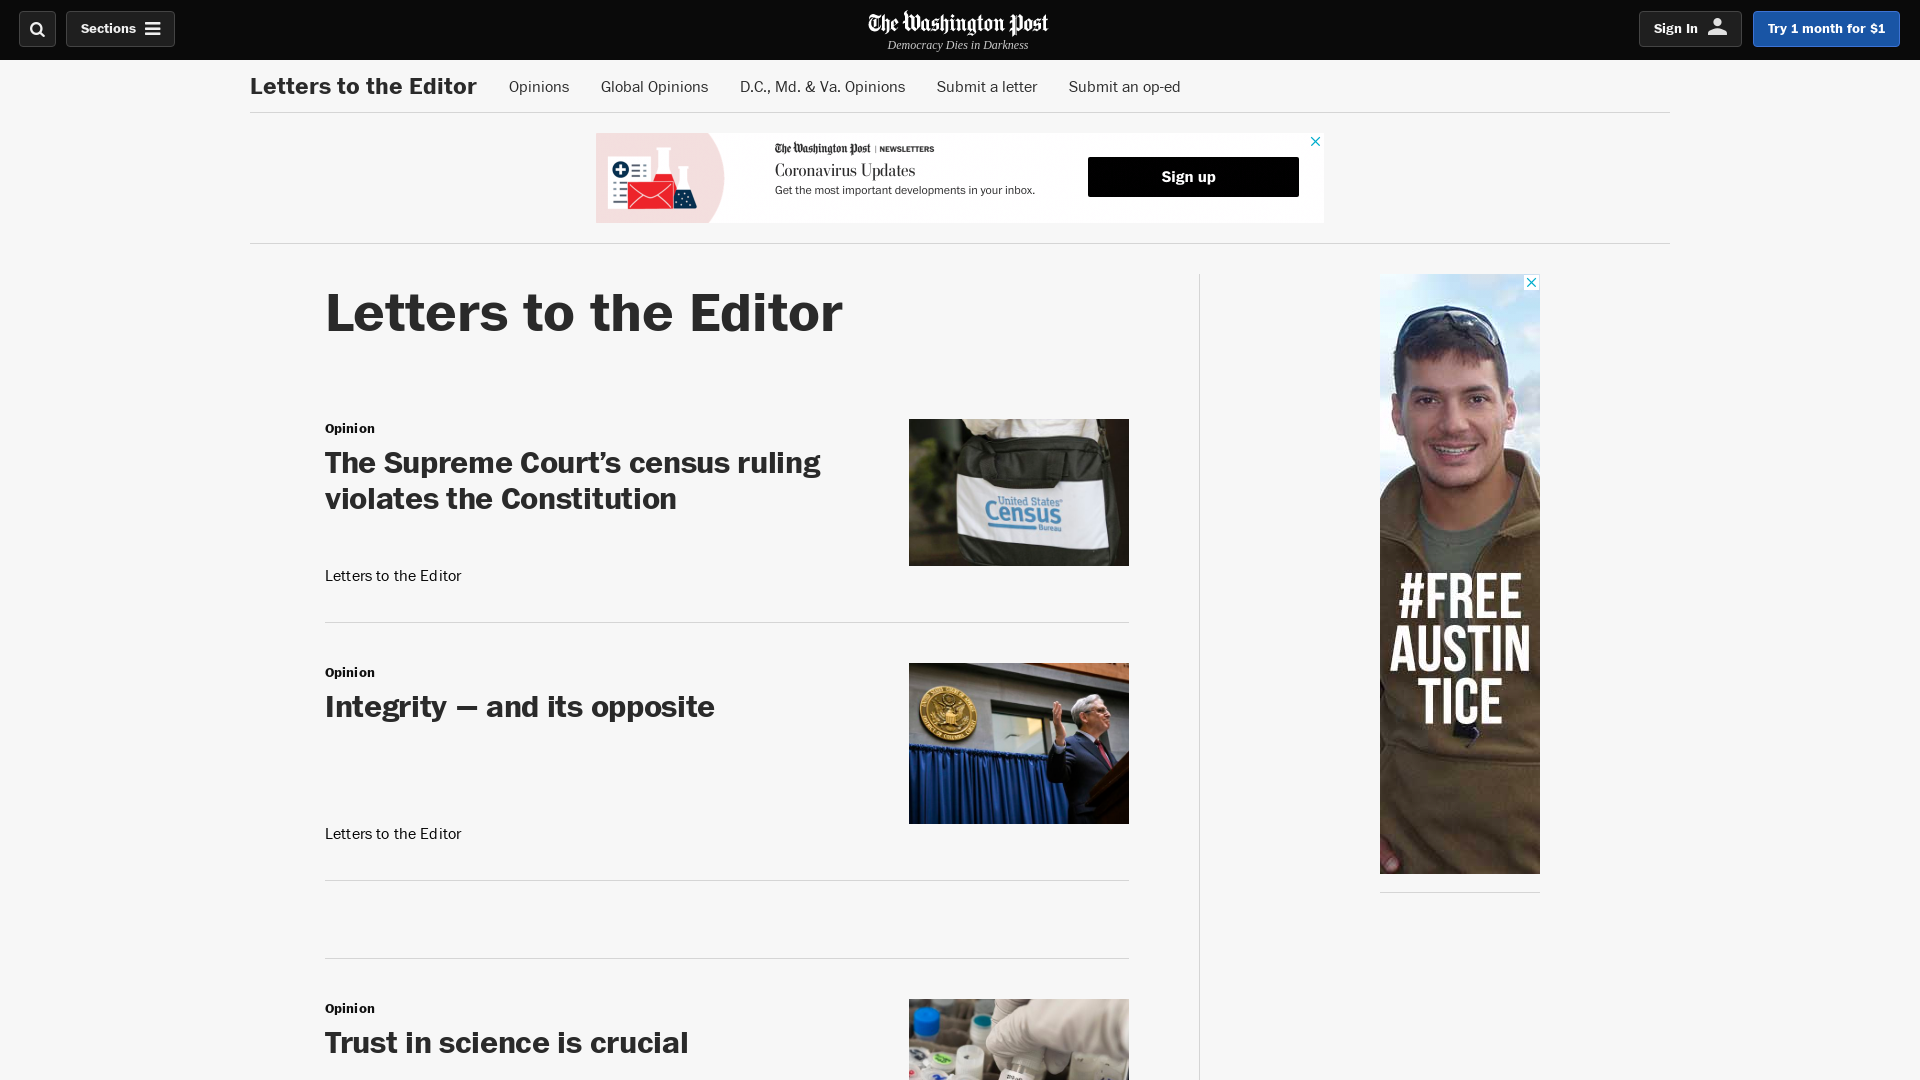 Sections
The Washington Post
Democracy Dies in Darkness
Sign In
Try 1 month for $1
Letters to the Editor
Opinions
Global Opinions
D.C., Md. & Va. Opinions
Submit a letter
Submit an op-ed
The Washington Post | NEWSLETTERS
Coronavirus Updates
Get the most important developments in your inbox.
Sign up
Letters to the Editor
Opinion
The Supreme Court’s census ruling
violates the Constitution
United States®
Census
Bureau
Letters to the Editor
Opinion
Integrity — and its opposite
Letters to the Editor
Opinion
Trust in science is crucial
#FREE
AUSTIN
TICE